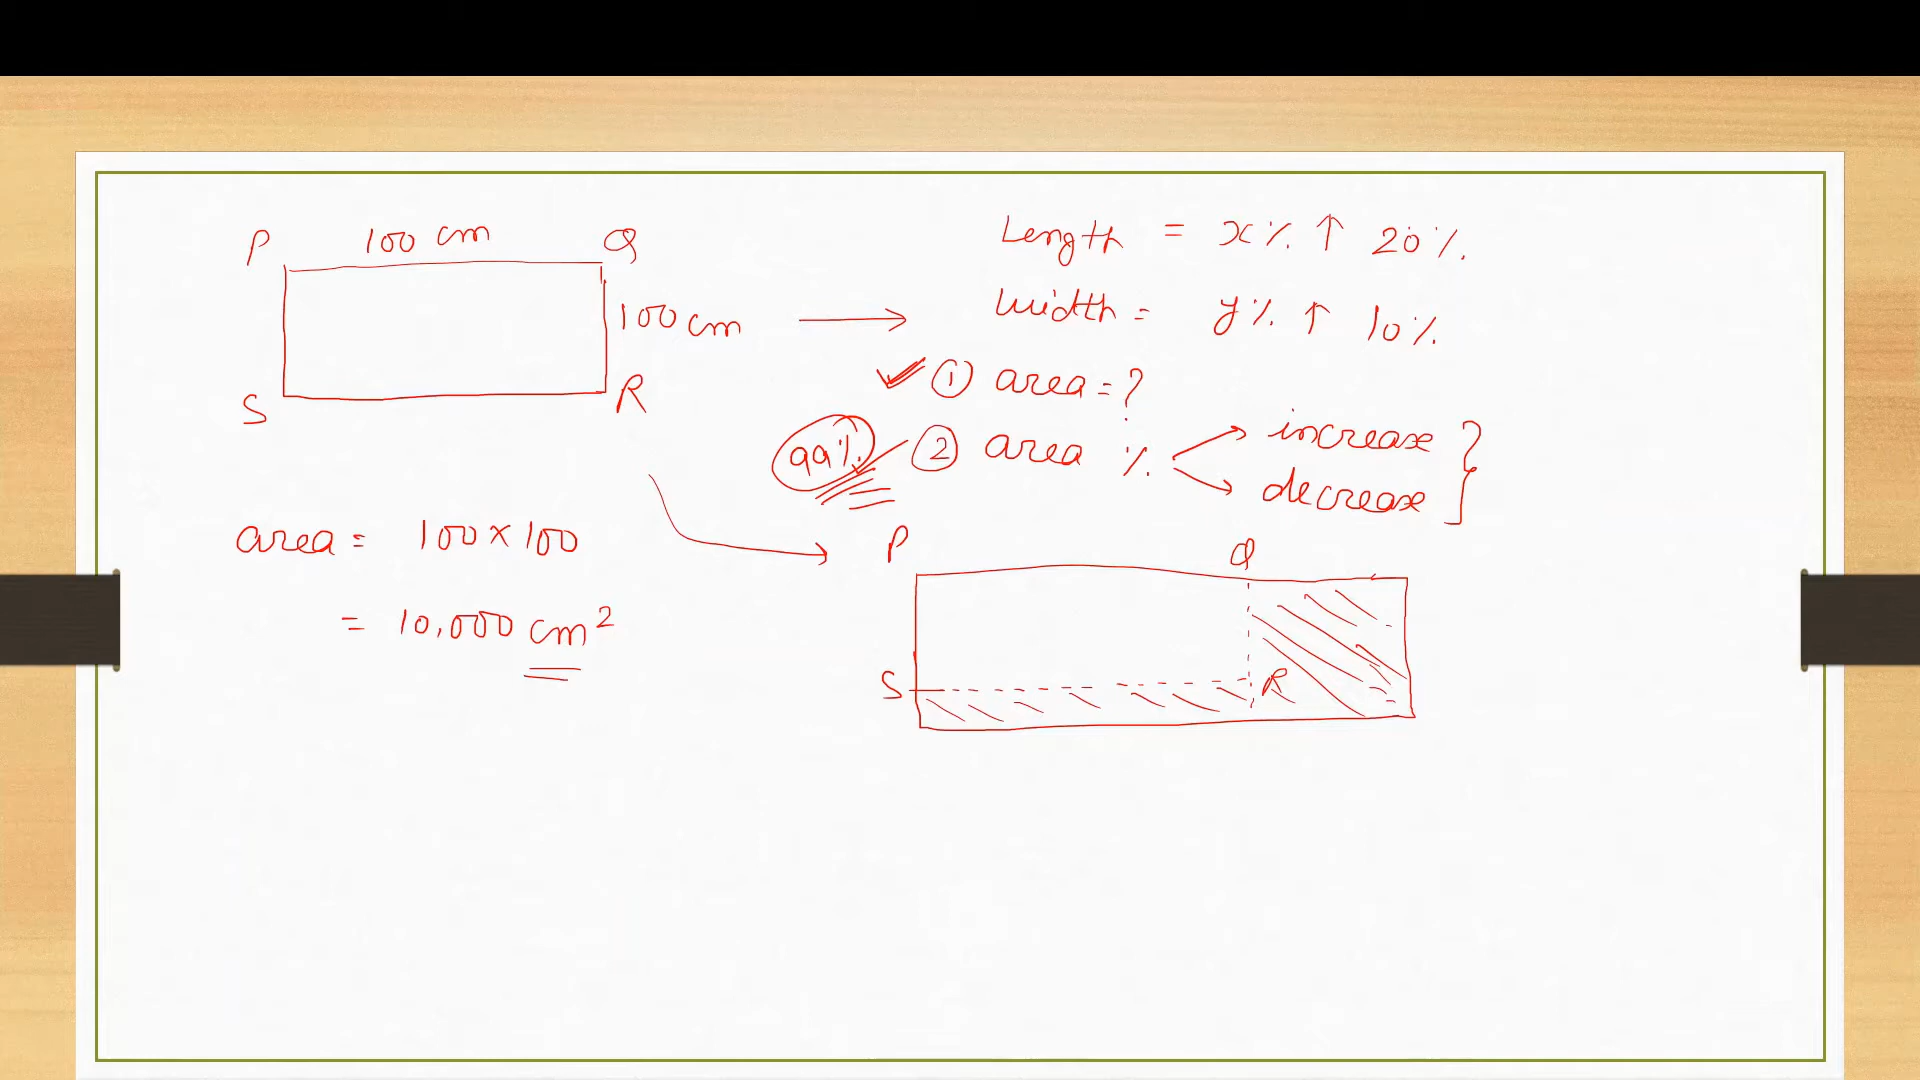 P 100 cm Q
100 cm
S R
Length = x% ↑ 20%.
width = y% ↑ 10%.
① area = ?
99% ② area % increase
decrease
area = 100 × 100
= 10,000 cm²
P Q
S R